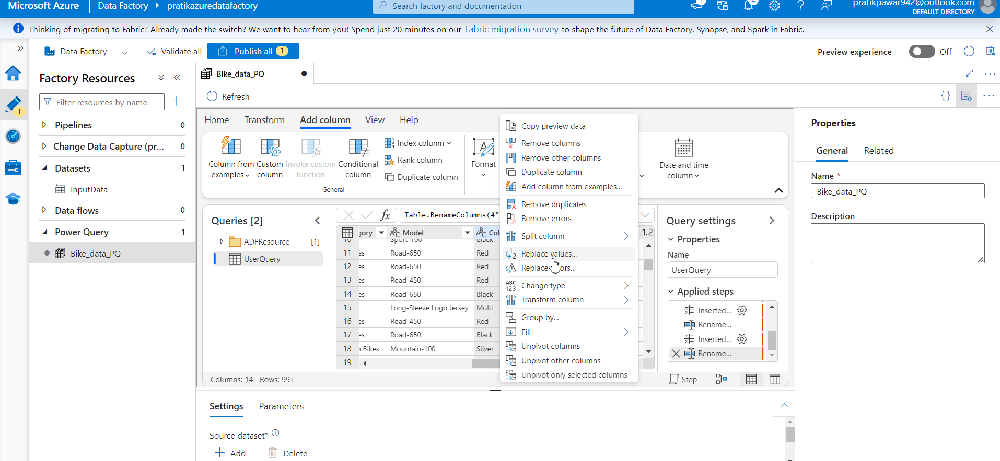 Microsoft Azure
Data Factory
pratikazuredatafactory
Search factory and documentation
1
2
pratikpawar942@outlook.com
DEFAULT DIRECTORY
Thinking of migrating to Fabric? Already made the switch? We want to hear from you! Spend just 20 minutes on our Fabric migration survey to shape the future of Data Factory, Synapse, and Spark in Fabric.
Data Factory
Validate all
Publish all
1
Preview experience
Off
1
Factory Resources
Filter resources by name
Pipelines
0
Change Data Capture (pr...
0
Datasets
1
InputData
Data flows
0
Power Query
1
Bike_data_PQ
Bike_data_PQ
Refresh
Home
Transform
Add column
View
Help
Column from
examples
Custom
column
Invoke custom
function
Conditional
column
Index column
Rank column
Duplicate column
General
Format
Date and time
column
Queries [2]
ADFResource
[1]
UserQuery
fx
Table.RenameColumns(#"
gory
ABC Model
ABC Col
1.2
10
Sport-100
Black
11
es
Road-650
Red
12
es
Road-650
Red
13
es
Road-450
Red
14
es
Road-650
Black
15
Long-Sleeve Logo Jersey
Multi
16
es
Road-450
Red
17
es
Road-650
Black
18
n Bikes
Mountain-100
Silver
19
Columns: 14
Rows: 99+
Copy preview data
Remove columns
Remove other columns
Duplicate column
Add column from examples...
Remove duplicates
Remove errors
Split column
Replace values...
Replace
ors...
ABC
123
Change type
Transform column
Group by...
Fill
Unpivot columns
Unpivot other columns
Unpivot only selected columns
Query settings
Properties
Name
UserQuery
Applied steps
Inserted...
Rename...
Inserted...
Rename...
Step
Settings
Parameters
Source dataset*
Add
Delete
Properties
General
Related
Name *
Bike_data_PQ
Description